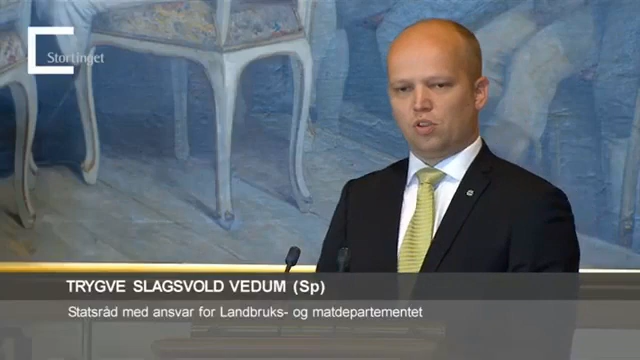 Stortinget
TRYGVE SLAGSVOLD VEDUM (Sp)
Statsråd med ansvar for Landbruks- og matdepartementet